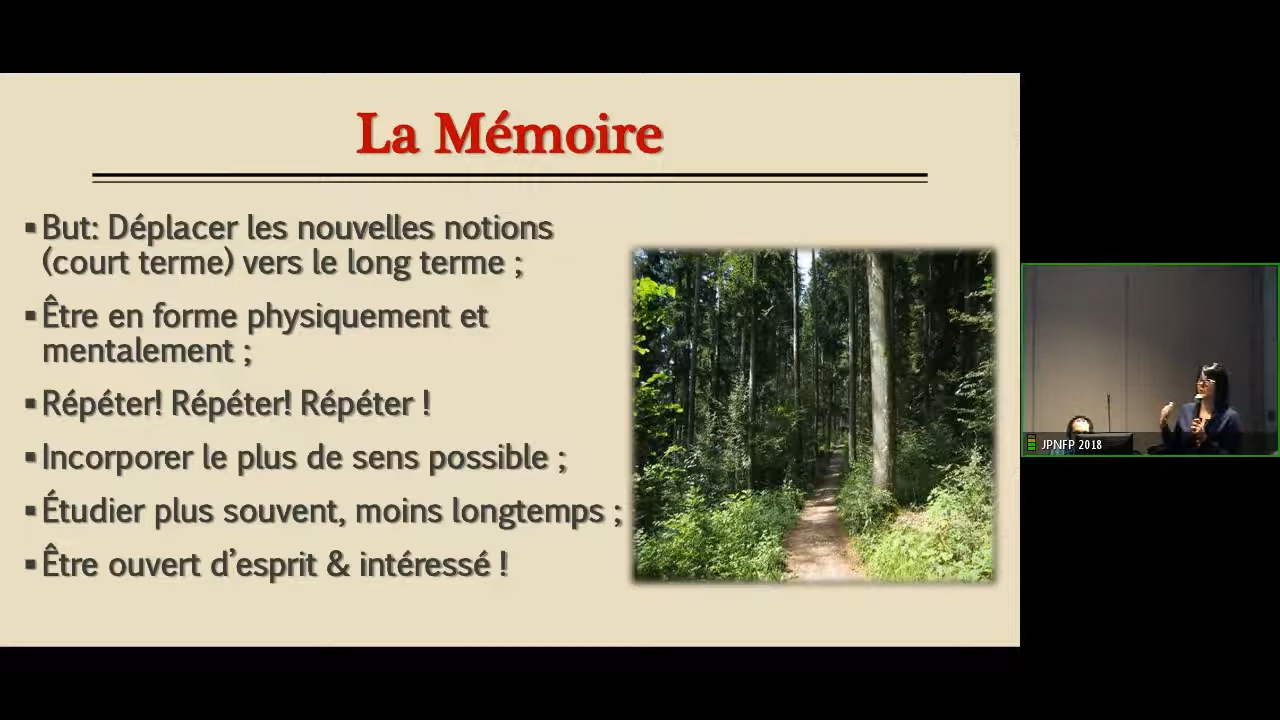 La Mémoire
▪But: Déplacer les nouvelles notions
(court terme) vers le long terme ;
▪Être en forme physiquement et
mentalement ;
▪Répéter! Répéter! Répéter !
▪Incorporer le plus de sens possible ;
▪Étudier plus souvent, moins longtemps ;
▪Être ouvert d’esprit & intéressé !
JPNFP 2018